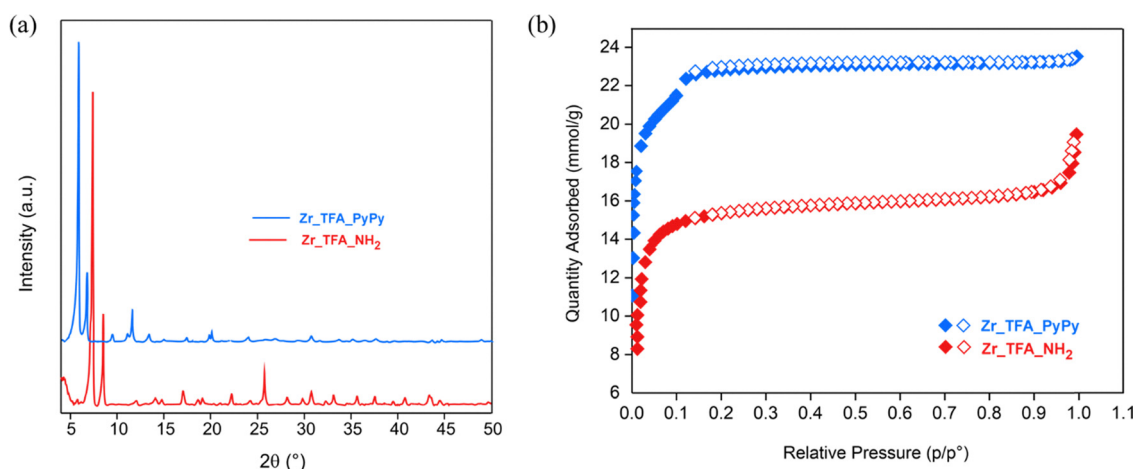 (a)
Intensity (a.u.)
Zr_TFA_PyPy
Zr_TFA_NH₂
5 10 15 20 25 30 35 40 45 50
2θ (°)
(b)
Quantity Adsorbed (mmol/g)
24
22
20
18
16
14
12
10
8
6
Zr_TFA_PyPy
Zr_TFA_NH₂
0.0 0.1 0.2 0.3 0.4 0.5 0.6 0.7 0.8 0.9 1.0 1.1
Relative Pressure (p/p°)